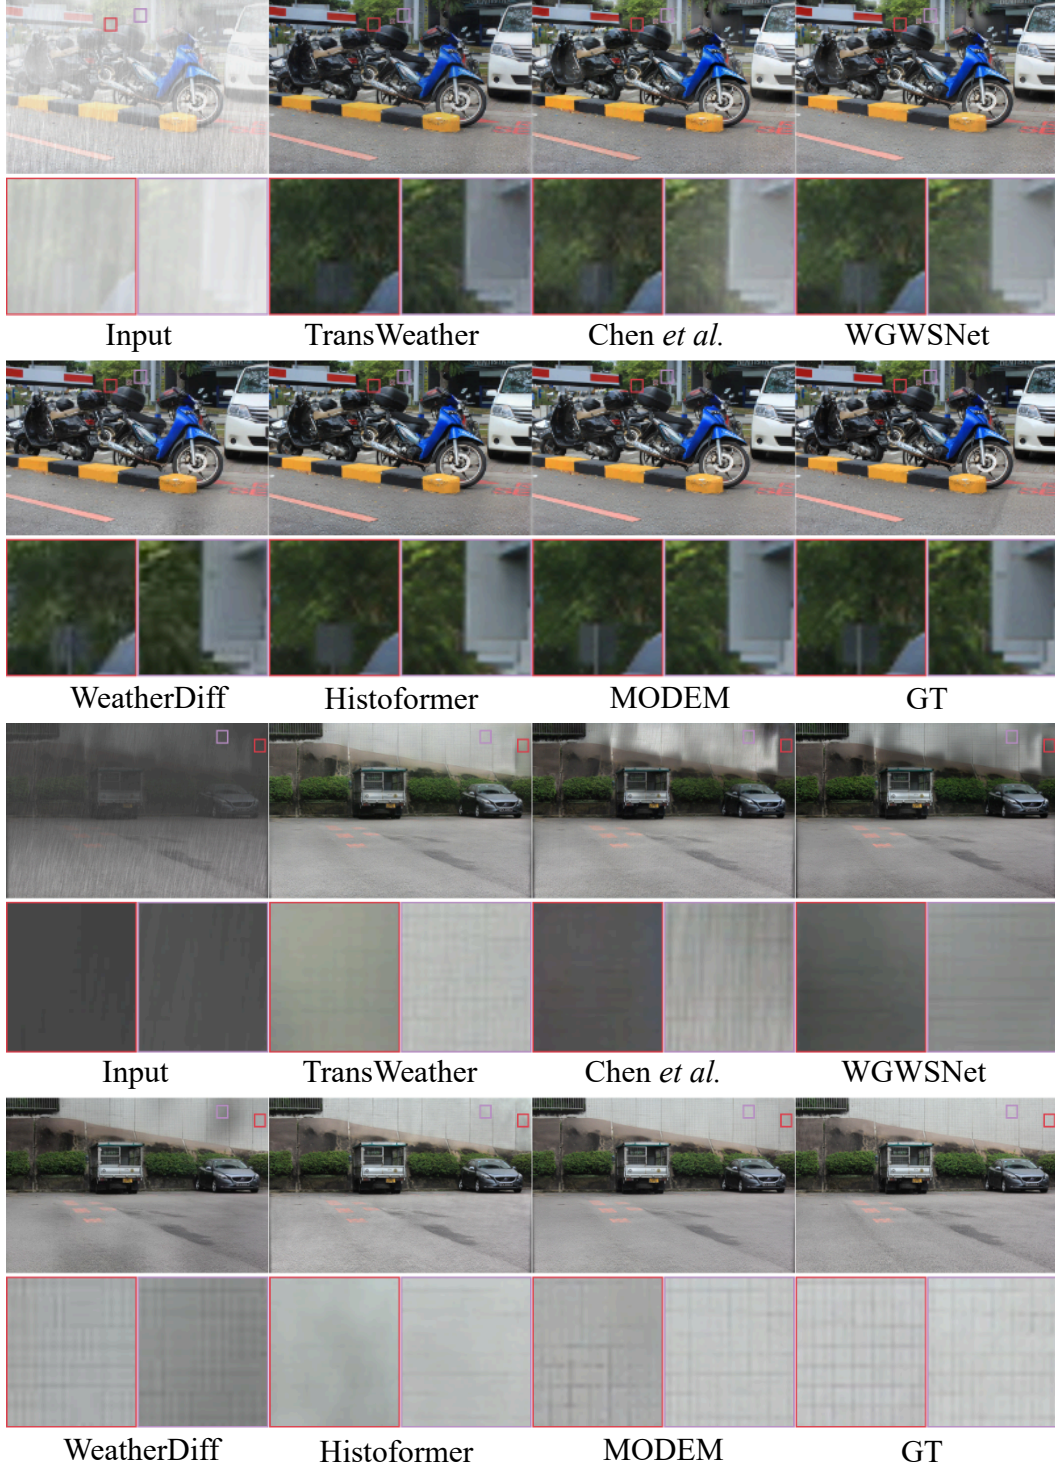 Input TransWeather Chen et al. WGWSNet
WeatherDiff Histoformer MODEM GT
Input TransWeather Chen et al. WGWSNet
WeatherDiff Histoformer MODEM GT